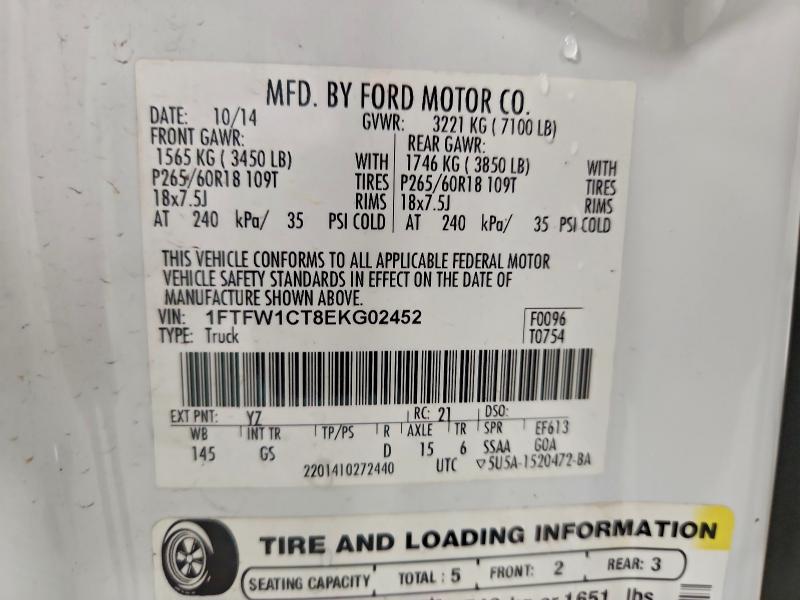 MFD. BY FORD MOTOR CO.
DATE: 10/14 GVWR: 3221 KG ( 7100 LB)
FRONT GAWR: REAR GAWR:
1565 KG ( 3450 LB) WITH 1746 KG ( 3850 LB) WITH
P265/60R18 109T TIRES P265/60R18 109T TIRES
18x7.5J RIMS 18x7.5J RIMS
AT 240 kPa/ 35 PSI COLD AT 240 kPa/ 35 PSI COLD
THIS VEHICLE CONFORMS TO ALL APPLICABLE FEDERAL MOTOR
VEHICLE SAFETY STANDARDS IN EFFECT ON THE DATE OF
MANUFACTURE SHOWN ABOVE.
VIN: 1FTFW1CT8EKG02452 F0096
TYPE: Truck T0754
EXT PNT: YZ RC: 21 DSO:
WB INT TR TP/PS R AXLE TR SPR EF613
145 GS D 15 6 SSAA GOA
2201410272440 UTC ▽5U5A-1520472-BA
TIRE AND LOADING INFORMATION
SEATING CAPACITY TOTAL : 5 FRONT: 2 REAR: 3
or 1651 lbs